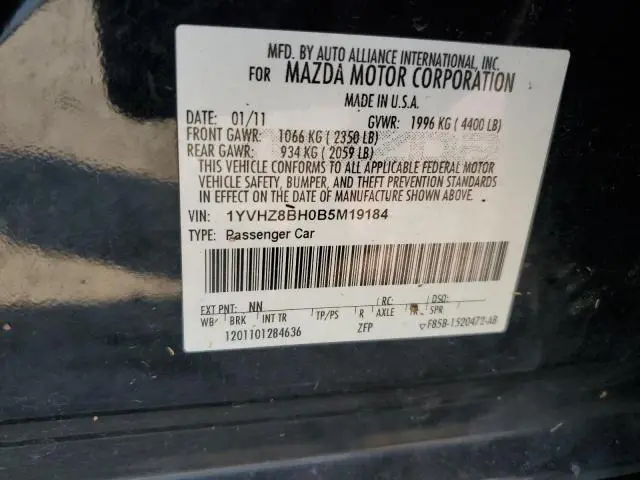 MFD. BY AUTO ALLIANCE INTERNATIONAL, INC.
FOR MAZDA MOTOR CORPORATION
MADE IN U.S.A.
DATE: 01/11 GVWR: 1996 KG ( 4400 LB)
FRONT GAWR: 1066 KG ( 2350 LB)
REAR GAWR: 934 KG ( 2059 LB)
THIS VEHICLE CONFORMS TO ALL APPLICABLE FEDERAL MOTOR
VEHICLE SAFETY, BUMPER, AND THEFT PREVENTION STANDARDS
IN EFFECT ON THE DATE OF MANUFACTURE SHOWN ABOVE.
VIN: 1YVHZ8BH0B5M19184
TYPE: Passenger Car
EXT PNT: NN RC: DSO:
WB BRK INT TR TP/PS R AXLE TR SPR
1201101284636 ZFP F85B-1520472-AB